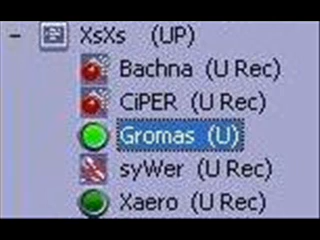 XsXs (UP)
Bachna (U Rec)
CiPER (U Rec)
Gromas (U)
syWer (U Rec)
Xaero (U Rec)